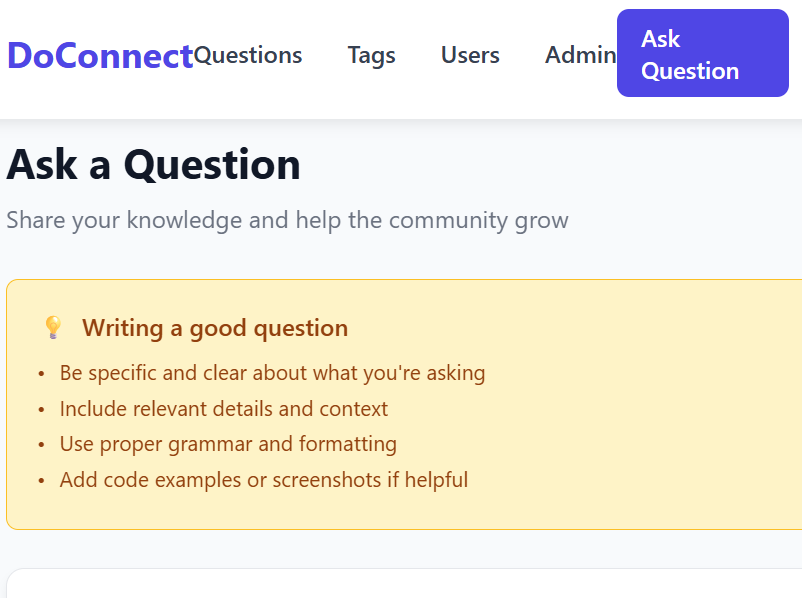 DoConnect Questions Tags Users Admin Ask Question
Ask a Question
Share your knowledge and help the community grow
💡 Writing a good question
• Be specific and clear about what you're asking
• Include relevant details and context
• Use proper grammar and formatting
• Add code examples or screenshots if helpful